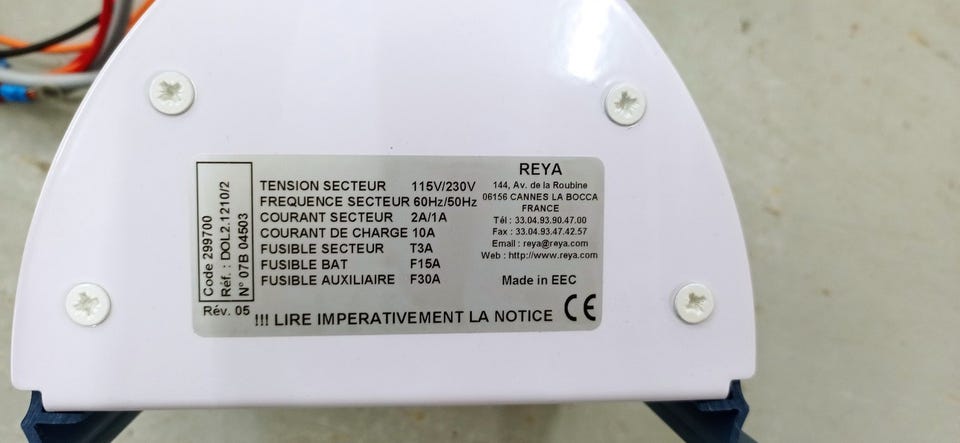 Code 299700
Réf. : DOL2.1210/2
N° 07B 04503
Rév. 05
TENSION SECTEUR 115V/230V
FREQUENCE SECTEUR 60Hz/50Hz
COURANT SECTEUR 2A/1A
COURANT DE CHARGE 10A
FUSIBLE SECTEUR T3A
FUSIBLE BAT F15A
FUSIBLE AUXILIAIRE F30A
REYA
144, Av. de la Roubine
06156 CANNES LA BOCCA
FRANCE
Tél : 33.04.93.90.47.00
Fax : 33.04.93.47.42.57
Email : reya@reya.com
Web : http://www.reya.com
Made in EEC
!!! LIRE IMPERATIVEMENT LA NOTICE CE